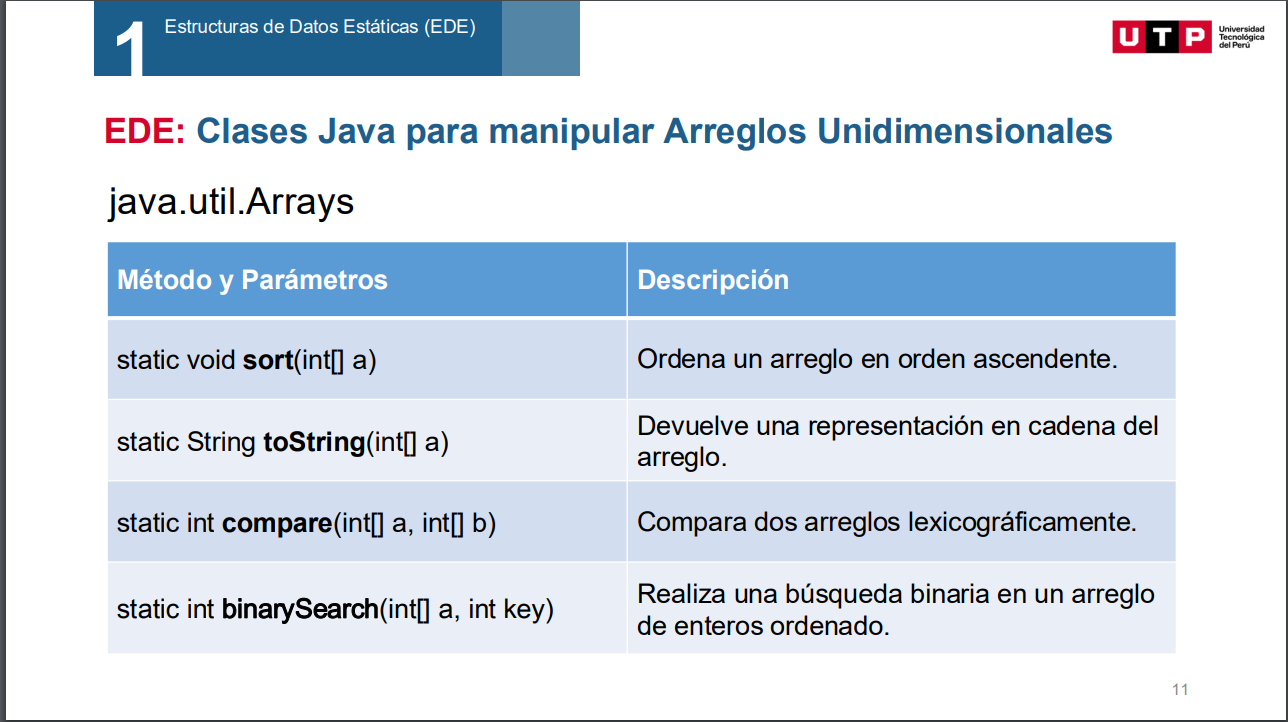 1
Estructuras de Datos Estáticas (EDE)
UTP
Universidad
Tecnológica
del Perú
EDE: Clases Java para manipular Arreglos Unidimensionales
java.util.Arrays
Método y Parámetros
Descripción
static void sort(int[] a)
Ordena un arreglo en orden ascendente.
static String toString(int[] a)
Devuelve una representación en cadena del
arreglo.
static int compare(int[] a, int[] b)
Compara dos arreglos lexicográficamente.
static int binarySearch(int[] a, int key)
Realiza una búsqueda binaria en un arreglo
de enteros ordenado.
11